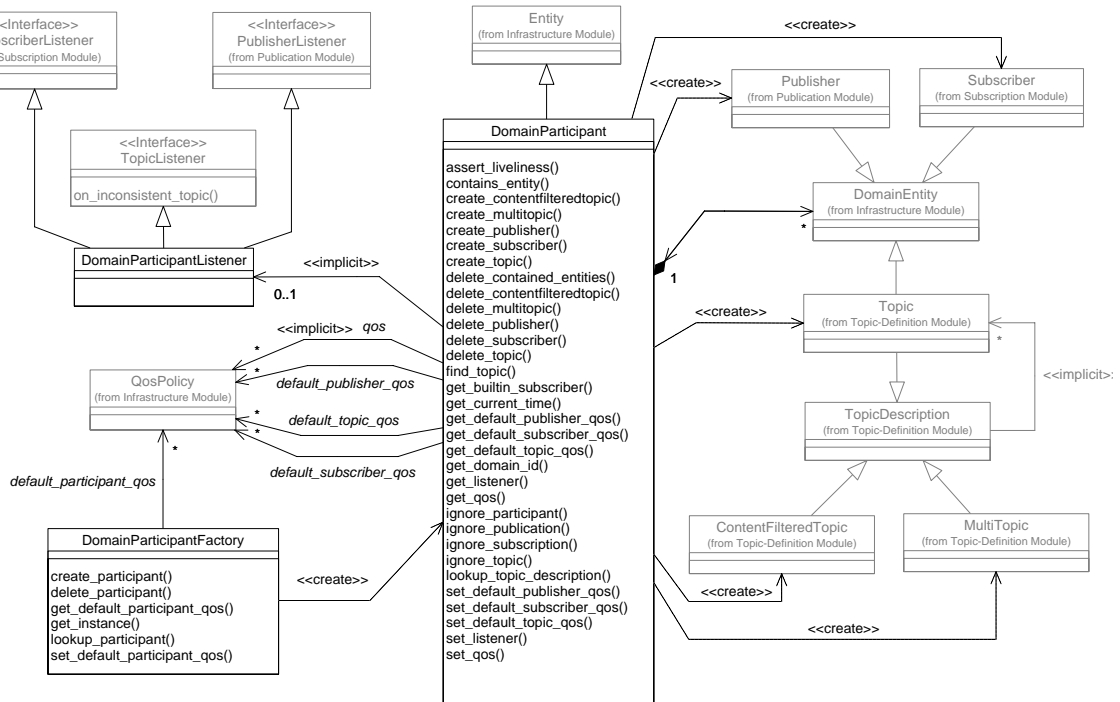 <<Interface>>
scriberListener
Subscription Module)
<<Interface>>
PublisherListener
(from Publication Module)
Entity
(from Infrastructure Module)
<<create>>
<<create>>
Publisher
(from Publication Module)
Subscriber
(from Subscription Module)
<<Interface>>
TopicListener
on_inconsistent_topic()
DomainParticipant
assert_liveliness()
contains_entity()
create_contentfilteredtopic()
create_multitopic()
create_publisher()
create_subscriber()
create_topic()
delete_contained_entities()
delete_contentfilteredtopic()
delete_multitopic()
delete_publisher()
delete_subscriber()
delete_topic()
find_topic()
get_builtin_subscriber()
get_current_time()
get_default_publisher_qos()
get_default_subscriber_qos()
get_default_topic_qos()
get_domain_id()
get_listener()
get_qos()
ignore_participant()
ignore_publication()
ignore_subscription()
ignore_topic()
lookup_topic_description()
set_default_publisher_qos()
set_default_subscriber_qos()
set_default_topic_qos()
set_listener()
set_qos()
DomainEntity
(from Infrastructure Module)
*
1
DomainParticipantListener
<<implicit>>
0..1
<<implicit>> qos
*
*
default_publisher_qos
*
default_topic_qos
*
default_subscriber_qos
QosPolicy
(from Infrastructure Module)
*
default_participant_qos
DomainParticipantFactory
create_participant()
delete_participant()
get_default_participant_qos()
get_instance()
lookup_participant()
set_default_participant_qos()
<<create>>
<<create>>
Topic
(from Topic-Definition Module)
*
<<implicit>>
TopicDescription
(from Topic-Definition Module)
ContentFilteredTopic
(from Topic-Definition Module)
MultiTopic
(from Topic-Definition Module)
<<create>>
<<create>>